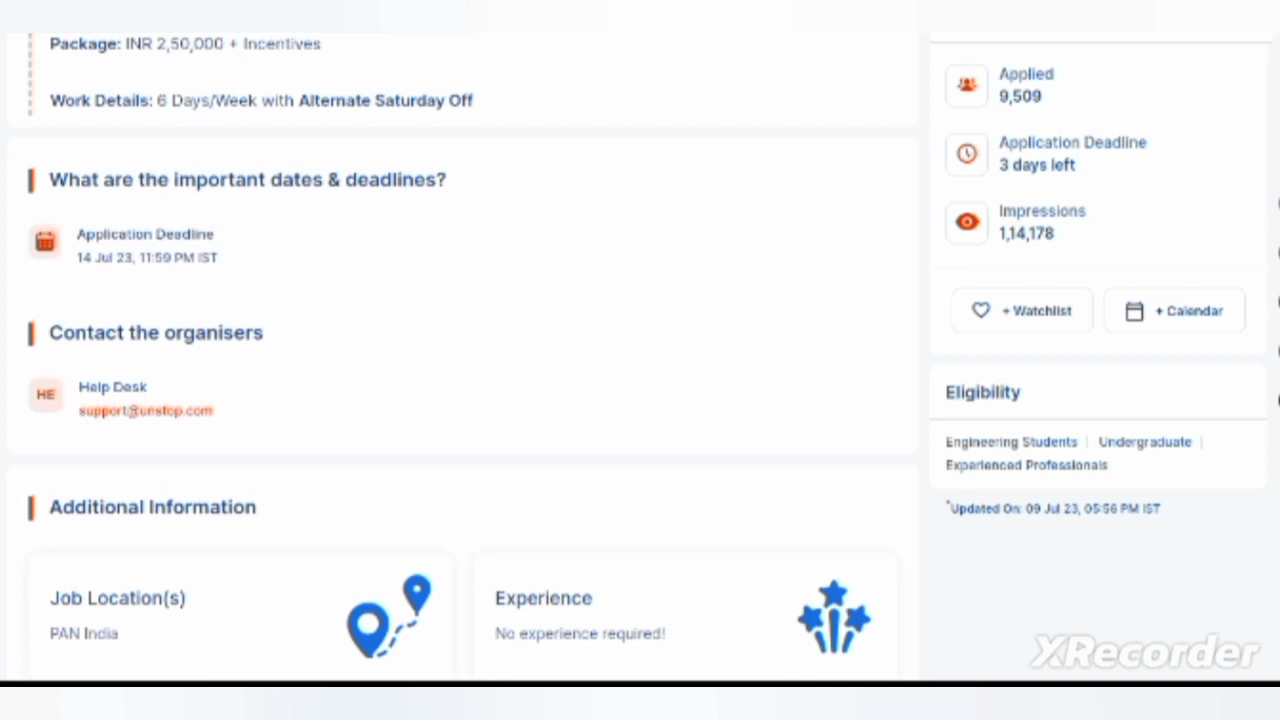 Package: INR 2,50,000 + Incentives
Work Details: 6 Days/Week with Alternate Saturday Off
What are the important dates & deadlines?
Application Deadline
14 Jul 23, 11:59 PM IST
Contact the organisers
HE
Help Desk
support@unstop.com
Additional Information
Job Location(s)
PAN India
Experience
No experience required!
Applied
9,509
Application Deadline
3 days left
Impressions
1,14,178
+ Watchlist
+ Calendar
Eligibility
Engineering Students | Undergraduate |
Experienced Professionals
*Updated On: 09 Jul 23, 05:56 PM IST
XRecorder